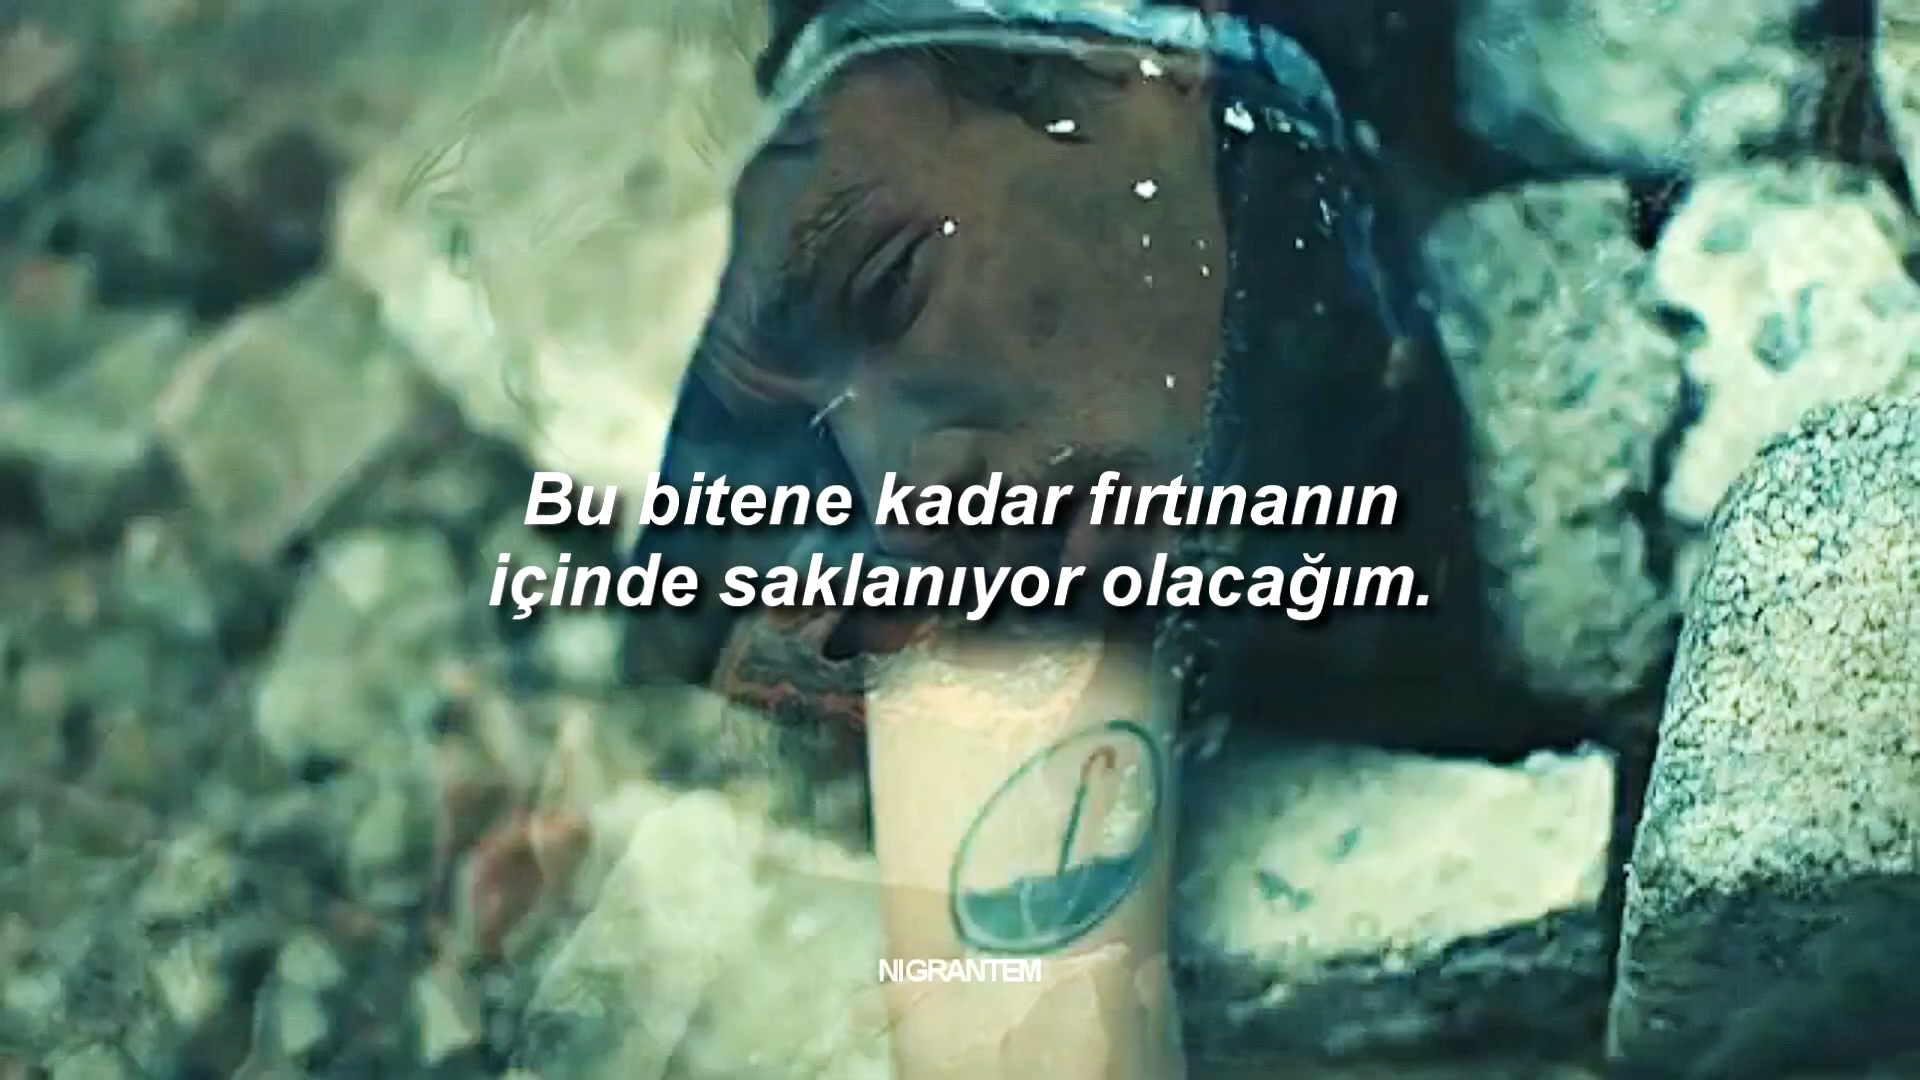 Bu bitene kadar fırtınanın
içinde saklanıyor olacağım.
NIGRANTEM